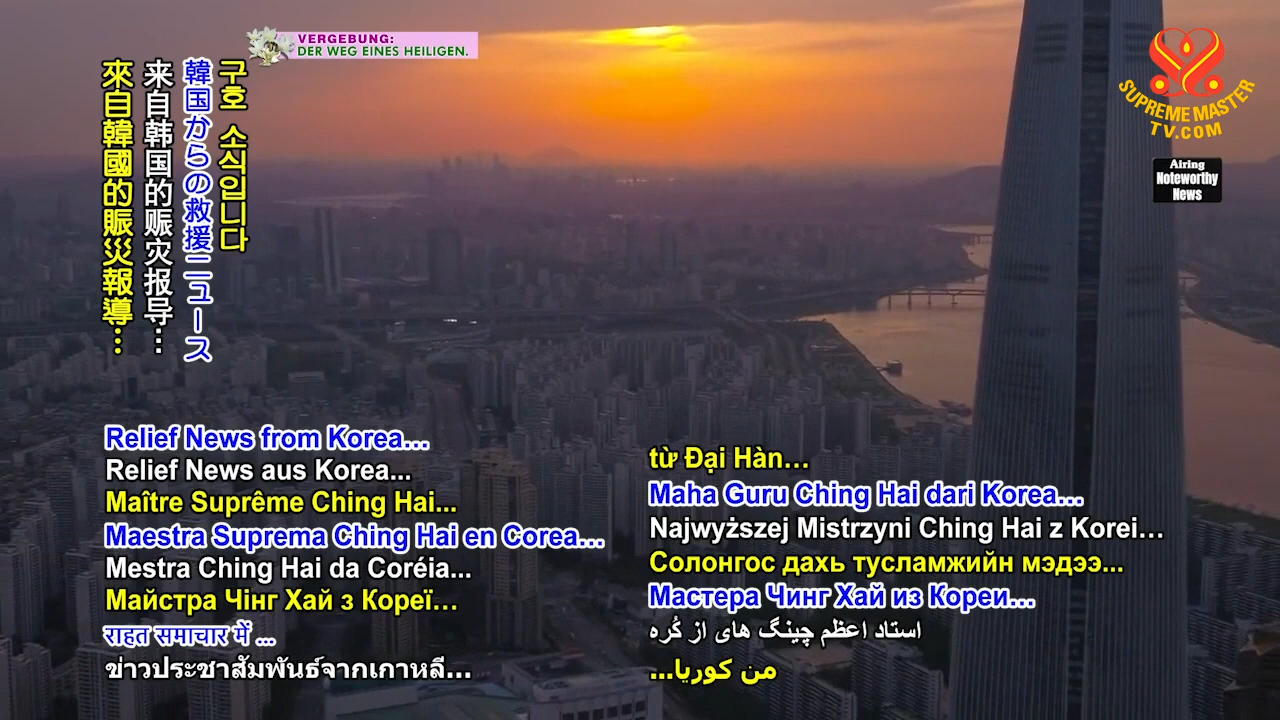 VERGEBUNG:
DER WEG EINES HEILIGEN.
SUPREME MASTER
TV.COM
Airing
Noteworthy
News
구호 소식입니다
韓国からの救援ニュース
来自韩国的赈灾报导…
來自韓國的賑災報導…
Relief News from Korea…
Relief News aus Korea...
Maître Suprême Ching Hai...
Maestra Suprema Ching Hai en Corea…
Mestra Ching Hai da Coréia...
Майстра Чінг Хай з Кореї…
राहत समाचार में ...
ข่าวประชาสัมพันธ์จากเกาหลี...
từ Đại Hàn…
Maha Guru Ching Hai dari Korea…
Najwyższej Mistrzyni Ching Hai z Korei…
Солонгос дахь тусламжийн мэдээ...
Мастера Чинг Хай из Кореи…
استاد اعظم چینگ های از کُره
من كوريا...